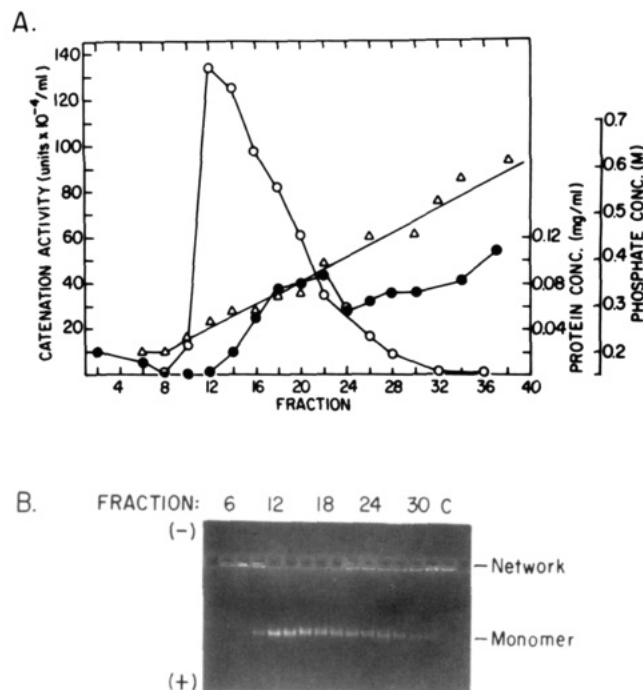 A.
CATENATION ACTIVITY (units x 10⁻⁴/ml)
140
120
100
80
60
40
20
4 8 12 16 20 24 28 32 36 40
FRACTION
0.12
0.08
0.04
PROTEIN CONC. (mg/ml)
0.7
0.6
0.5
0.4
0.3
0.2
PHOSPHATE CONC. (M)
B. FRACTION: 6 12 18 24 30 C
(-)
Network
Monomer
(+)